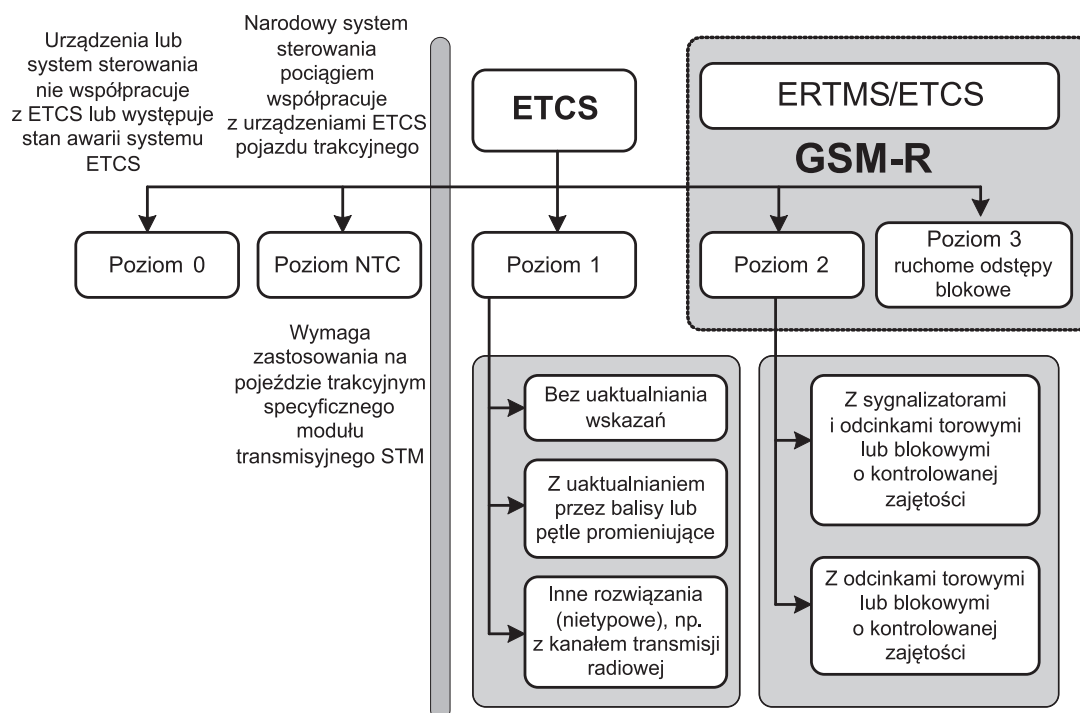 Urządzenia lub
system sterowania
nie współpracuje
z ETCS lub występuje
stan awarii systemu
ETCS
Narodowy system
sterowania
pociągiem
współpracuje
z urządzeniami ETCS
pojazdu trakcyjnego
ETCS
ERTMS/ETCS
GSM-R
Poziom 0
Poziom NTC
Poziom 1
Poziom 2
Poziom 3
ruchome odstępy
blokowe
Wymaga
zastosowania na
pojeździe trakcyjnym
specyficznego
modułu
transmisyjnego STM
Bez uaktualniania
wskazań
Z uaktualnianiem
przez balisy lub
pętle promieniujące
Inne rozwiązania
(nietypowe), np.
z kanałem transmisji
radiowej
Z sygnalizatorami
i odcinkami torowymi
lub blokowymi
o kontrolowanej
zajętości
Z odcinkami torowymi
lub blokowymi
o kontrolowanej
zajętości